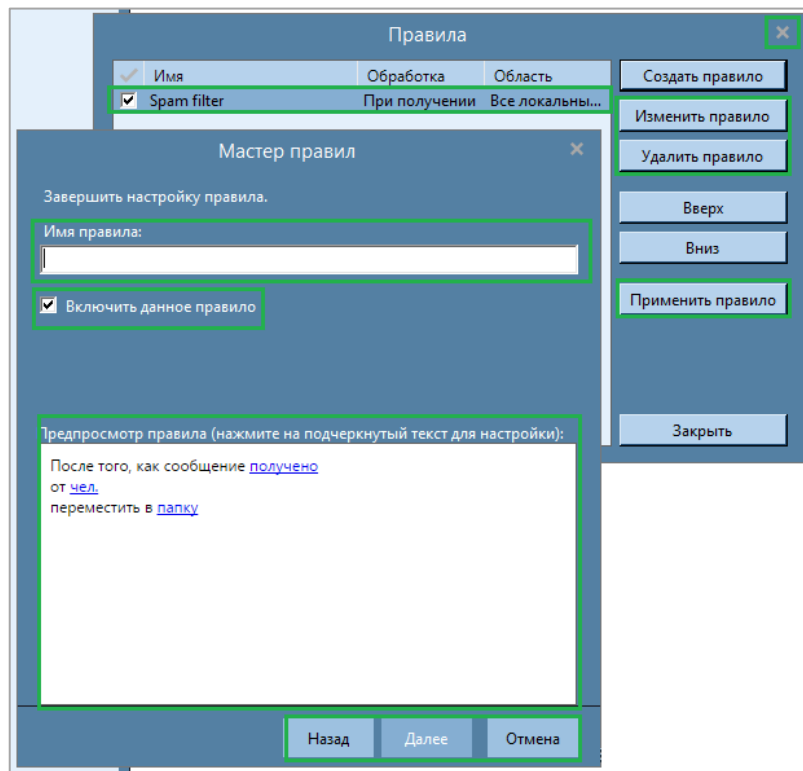 Правила
Имя Обработка Область
Spam filter При получении Все локальны...
Создать правило
Изменить правило
Удалить правило
Вверх
Вниз
Применить правило
Закрыть
Мастер правил
Завершить настройку правила.
Имя правила:
Включить данное правило
Предпросмотр правила (нажмите на подчеркнутый текст для настройки):
После того, как сообщение получено
от чел.
переместить в папку
Назад Далее Отмена